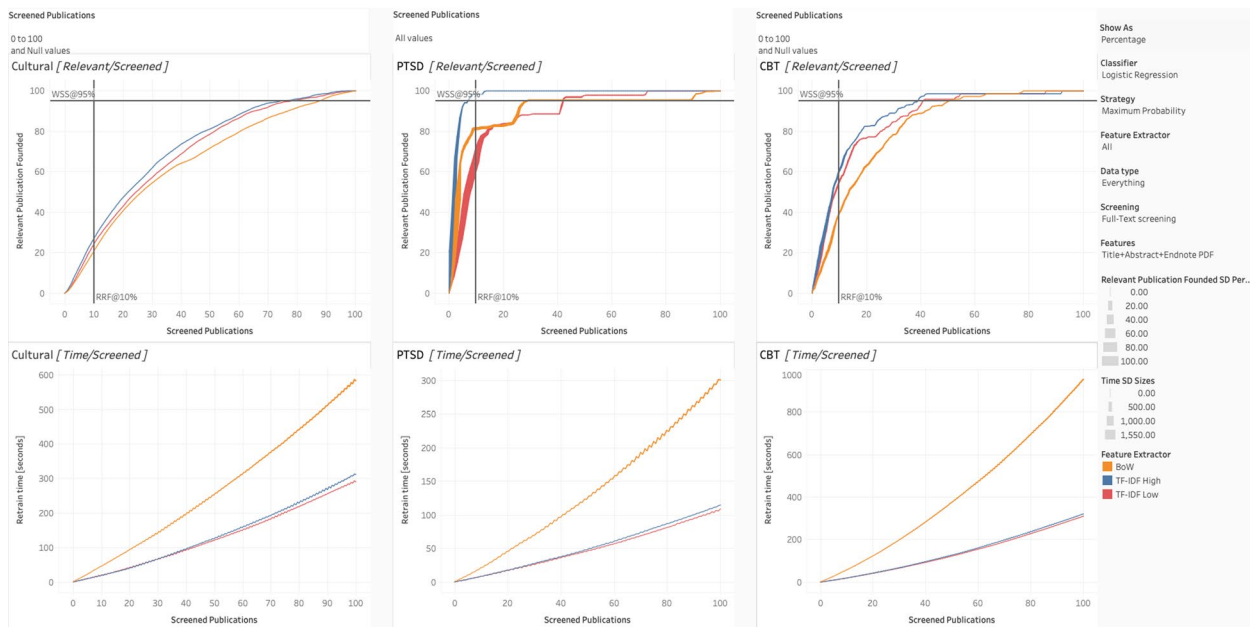 Screened Publications
0 to 100
and Null values
Cultural [ Relevant/Screened ]
WSS@95%
Relevant Publication Founded
100
80
60
40
20
0
RRF@10%
0 10 20 30 40 50 60 70 80 90 100
Screened Publications
Screened Publications
All values
PTSD [ Relevant/Screened ]
WSS@95%
Relevant Publication Founded
100
80
60
40
20
0
RRF@10%
0 20 40 60 80 100
Screened Publications
Screened Publications
0 to 100
and Null values
CBT [ Relevant/Screened ]
WSS@95%
Relevant Publication Founded
100
80
60
40
20
0
RRF@10%
0 20 40 60 80 100
Screened Publications
Cultural [ Time/Screened ]
Retrain time [seconds]
600
500
400
300
200
100
0
0 10 20 30 40 50 60 70 80 90 100
Screened Publications
PTSD [ Time/Screened ]
Retrain time [seconds]
300
250
200
150
100
50
0
0 20 40 60 80 100
Screened Publications
CBT [ Time/Screened ]
Retrain time [seconds]
1000
800
600
400
200
0
0 20 40 60 80 100
Screened Publications
Show As
Percentage
Classifier
Logistic Regression
Strategy
Maximum Probability
Feature Extractor
All
Data type
Everything
Screening
Full-Text screening
Features
Title+Abstract+Endnote PDF
Relevant Publication Founded SD Per..
0.00
20.00
40.00
60.00
80.00
100.00
Time SD Sizes
0.00
500.00
1,000.00
1,550.00
Feature Extractor
BoW
TF-IDF High
TF-IDF Low